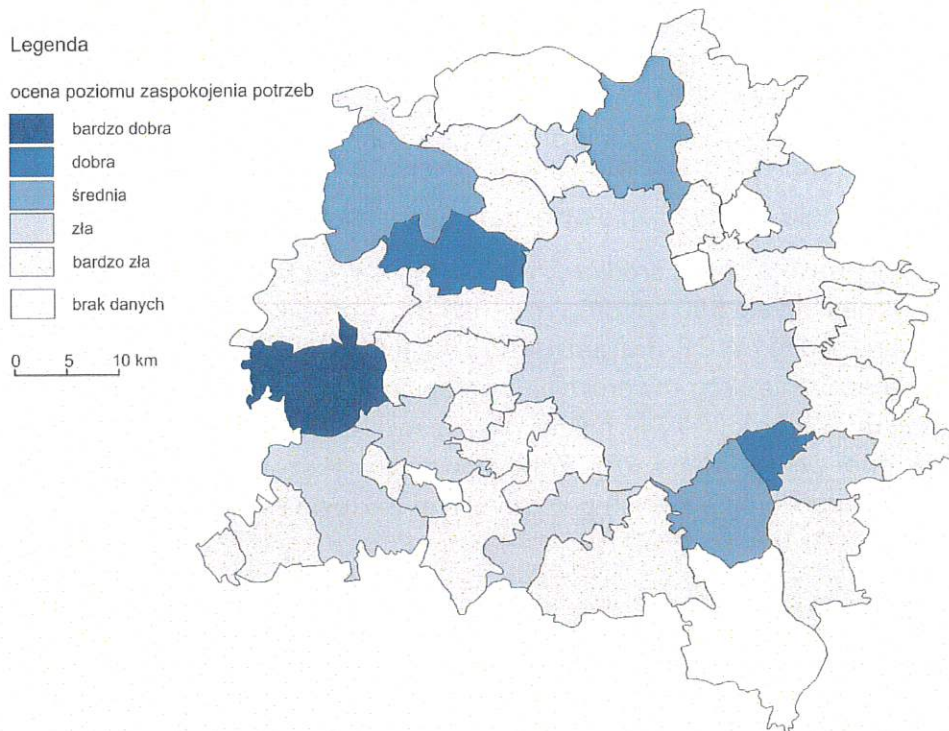 Legenda
ocena poziomu zaspokojenia potrzeb
bardzo dobra
dobra
średnia
zła
bardzo zła
brak danych
0 5 10 km